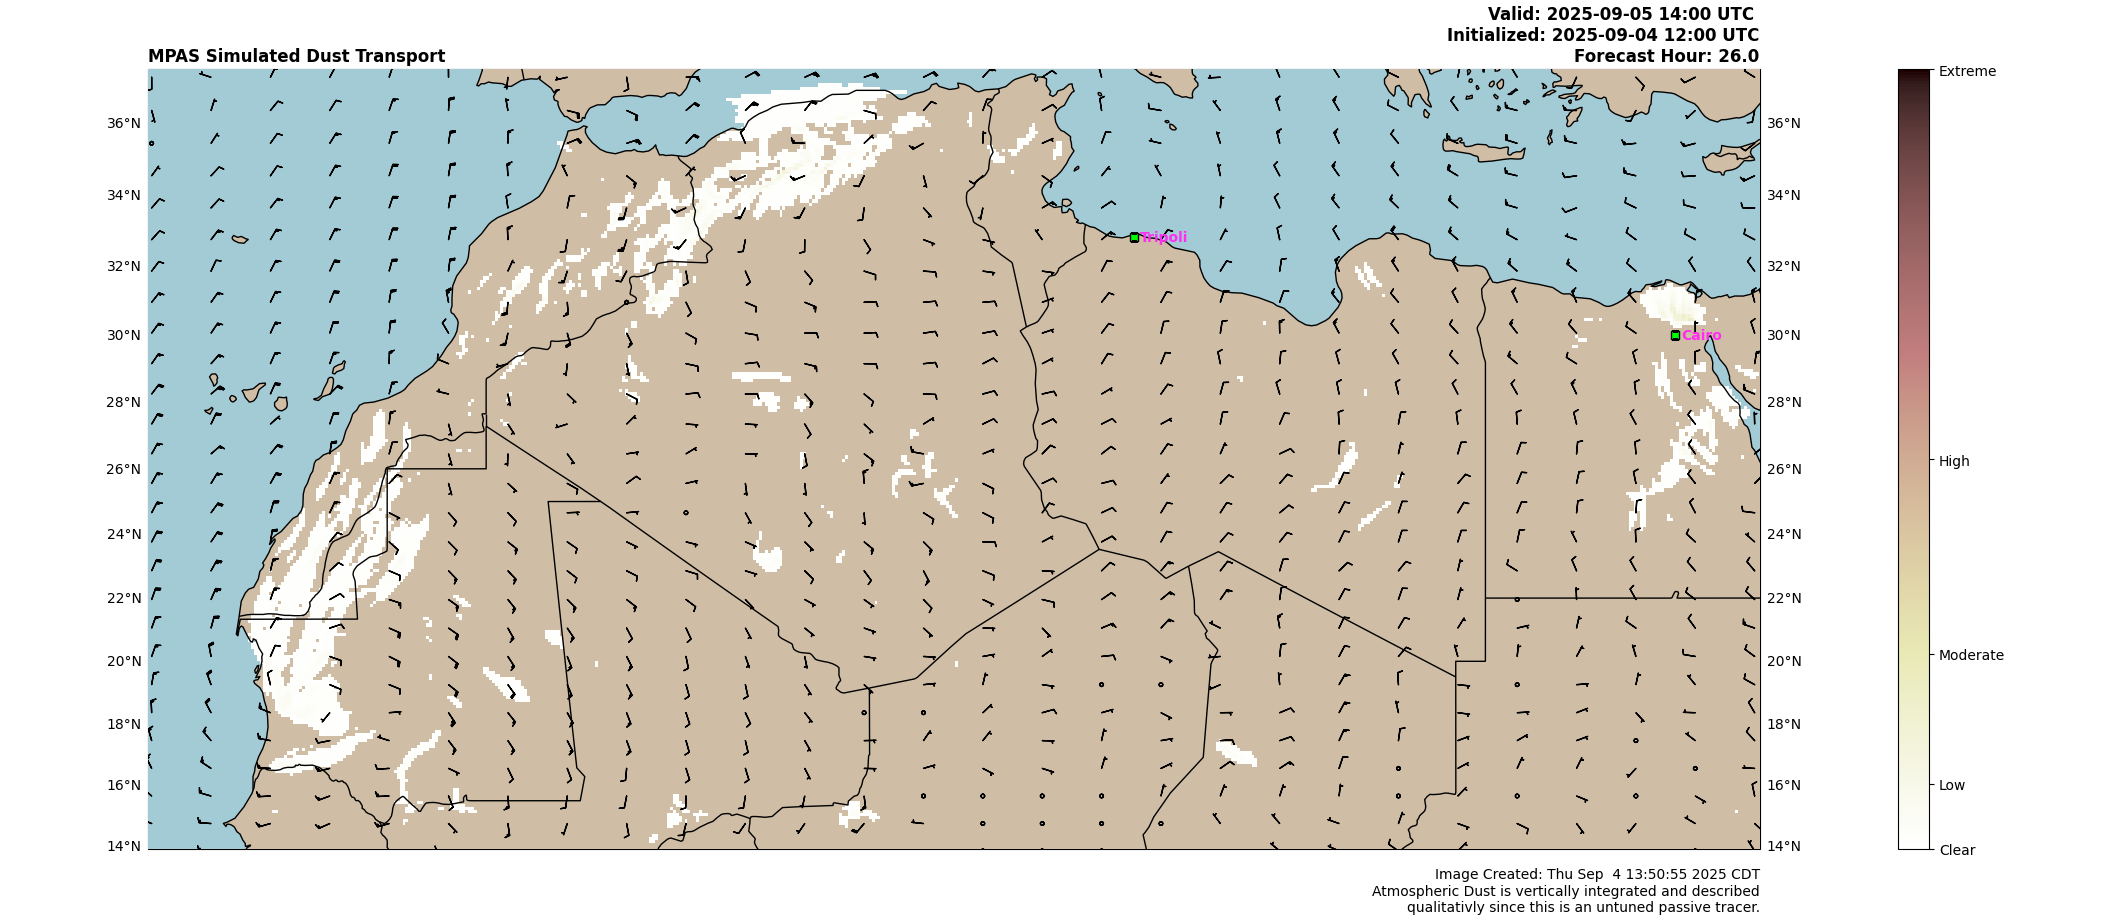 Valid: 2025-09-05 14:00 UTC
Initialized: 2025-09-04 12:00 UTC
MPAS Simulated Dust Transport
Forecast Hour: 26.0
Extreme
36°N 36°N
34°N 34°N
Tripoli
32°N 32°N
30°N 30°N
Cairo
28°N 28°N
26°N 26°N
High
24°N 24°N
22°N 22°N
20°N 20°N
Moderate
18°N 18°N
16°N 16°N
Low
14°N 14°N
Clear
Image Created: Thu Sep  4 13:50:55 2025 CDT
Atmospheric Dust is vertically integrated and described
qualitativly since this is an untuned passive tracer.